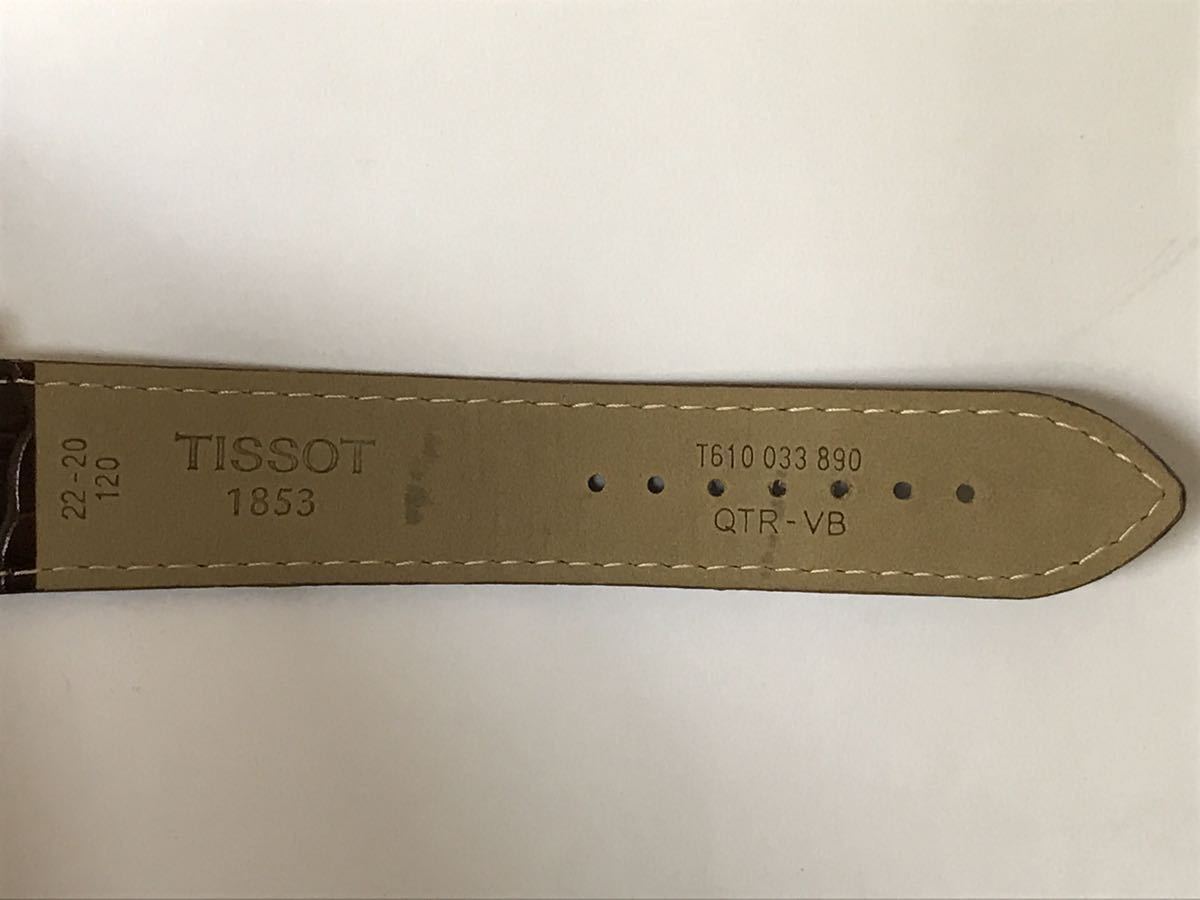 22-20
120
TISSOT
1853
T610 033 890
QTR-VB